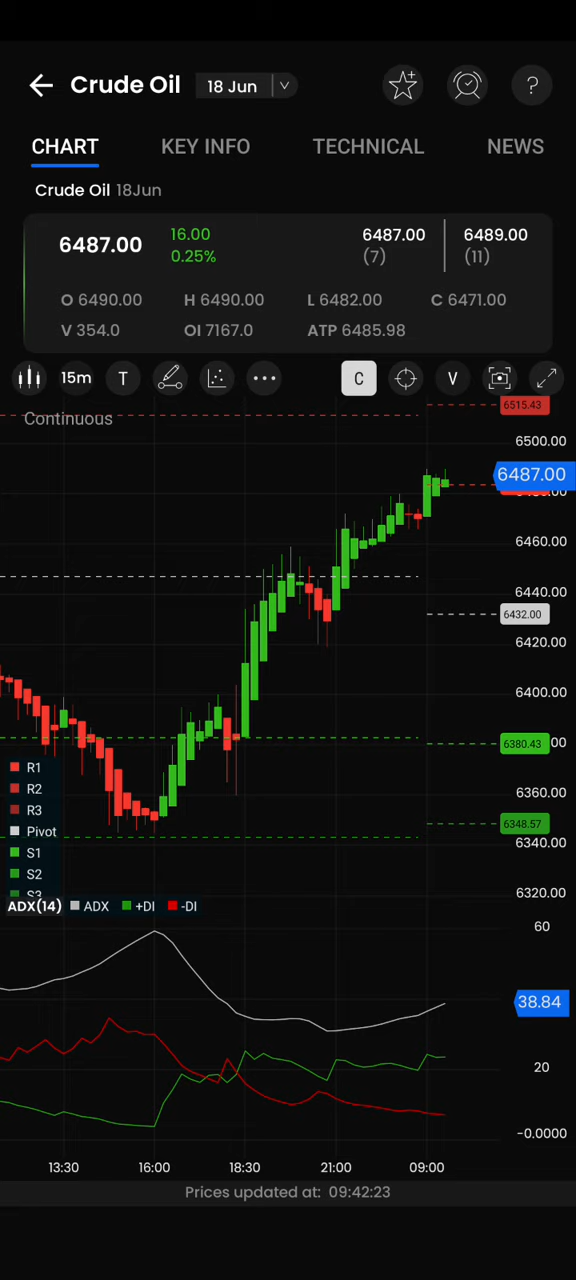 Crude Oil 18 Jun ?
CHART KEY INFO TECHNICAL NEWS
Crude Oil 18Jun
6487.00 16.00 6487.00 6489.00
0.25% (7) (11)
O 6490.00 H 6490.00 L 6482.00 C 6471.00
V 354.0 OI 7167.0 ATP 6485.98
15m T C V
Continuous
6515.43
6500.00
6487.00
6460.00
6440.00
6432.00
6420.00
6400.00
6380.43
R1
R2
6360.00
R3
6348.57
Pivot
6340.00
S1
S2
S3
6320.00
ADX(14) ADX +DI -DI
60
38.84
20
-0.0000
13:30 16:00 18:30 21:00 09:00
Prices updated at: 09:42:23